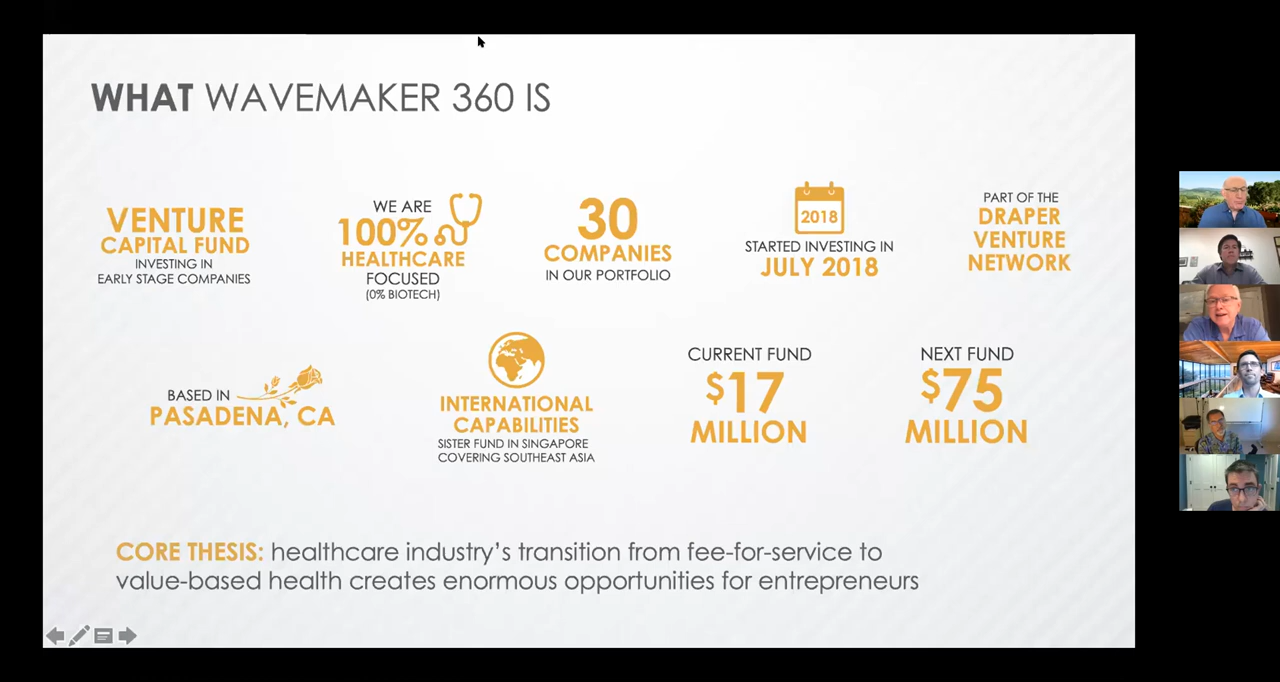 WHAT WAVEMAKER 360 IS
VENTURE
CAPITAL FUND
INVESTING IN
EARLY STAGE COMPANIES
WE ARE
100%
HEALTHCARE
FOCUSED
(0% BIOTECH)
30
COMPANIES
IN OUR PORTFOLIO
2018
STARTED INVESTING IN
JULY 2018
PART OF THE
DRAPER
VENTURE
NETWORK
BASED IN
PASADENA, CA
INTERNATIONAL
CAPABILITIES
SISTER FUND IN SINGAPORE
COVERING SOUTHEAST ASIA
CURRENT FUND
$17
MILLION
NEXT FUND
$75
MILLION
CORE THESIS: healthcare industry's transition from fee-for-service to
value-based health creates enormous opportunities for entrepreneurs